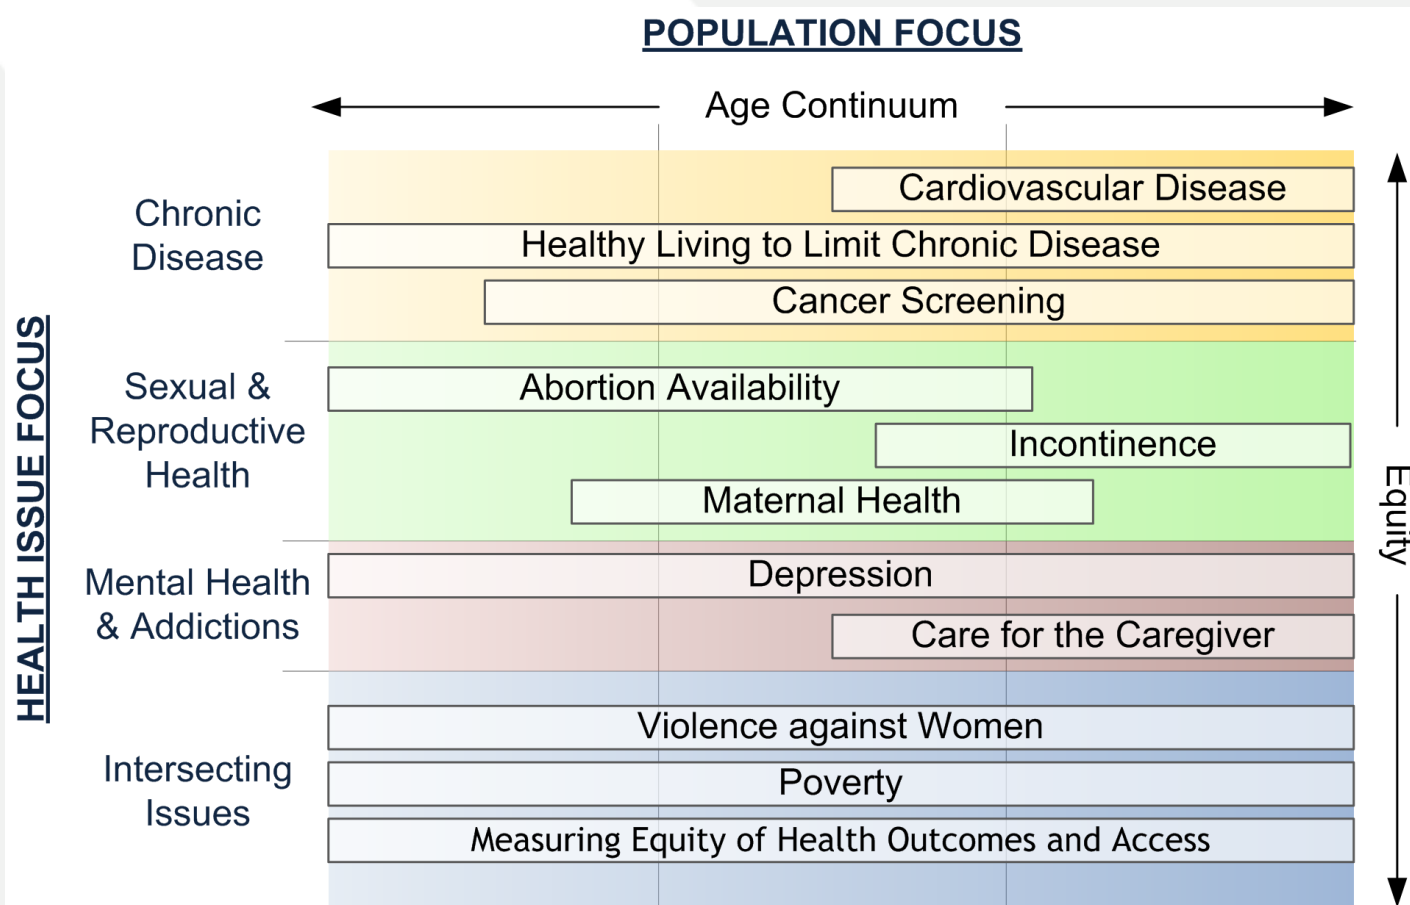 POPULATION FOCUS
Age Continuum
HEALTH ISSUE FOCUS
Chronic
Disease
Cardiovascular Disease
Healthy Living to Limit Chronic Disease
Cancer Screening
Sexual &
Reproductive
Health
Abortion Availability
Incontinence
Maternal Health
Mental Health
& Addictions
Depression
Care for the Caregiver
Intersecting
Issues
Violence against Women
Poverty
Measuring Equity of Health Outcomes and Access
Equity